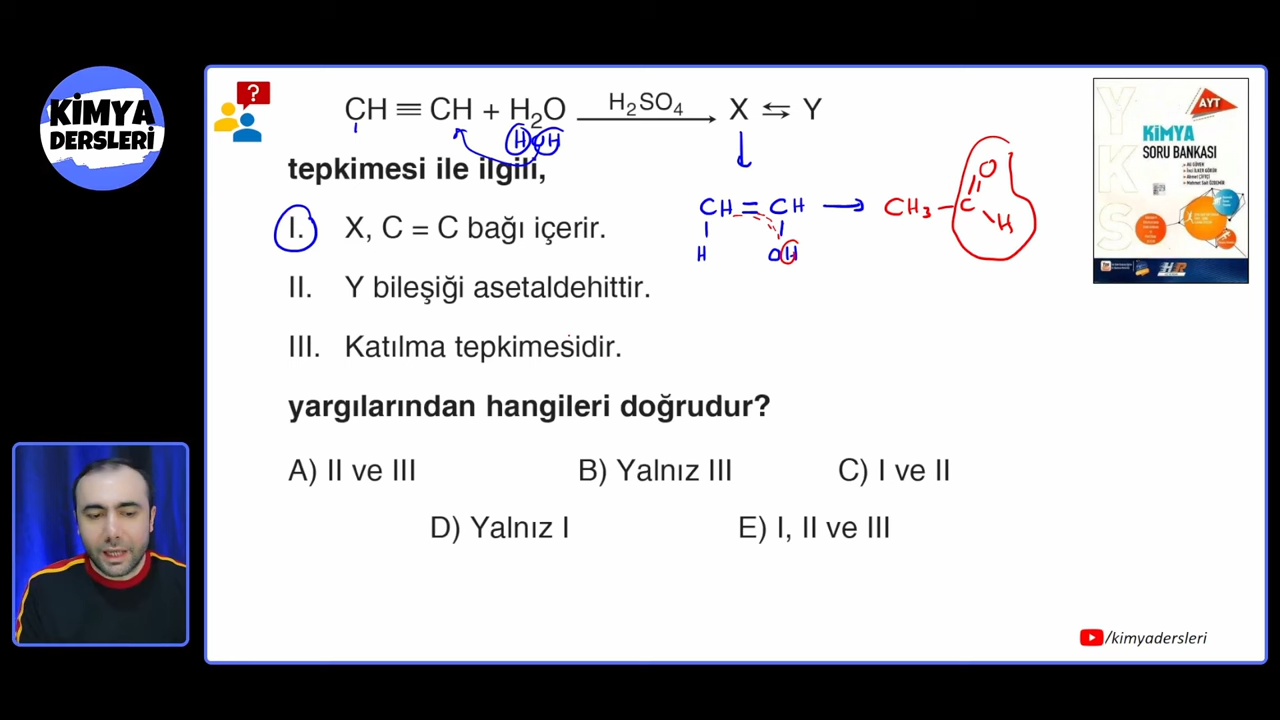 KİMYA
DERSLERİ
?
CH ≡ CH + H₂O H₂SO₄ → X ⇆ Y
H OH
tepkimesi ile ilgili,
I. X, C = C bağı içerir.
II. Y bileşiği asetaldehittir.
III. Katılma tepkimesidir.
yargılarından hangileri doğrudur?
A) II ve III B) Yalnız III C) I ve II
D) Yalnız I E) I, II ve III
O
CH = CH → CH₃ – C
H
H OH
YKS
AYT
KİMYA
SORU BANKASI
/kimyadersleri